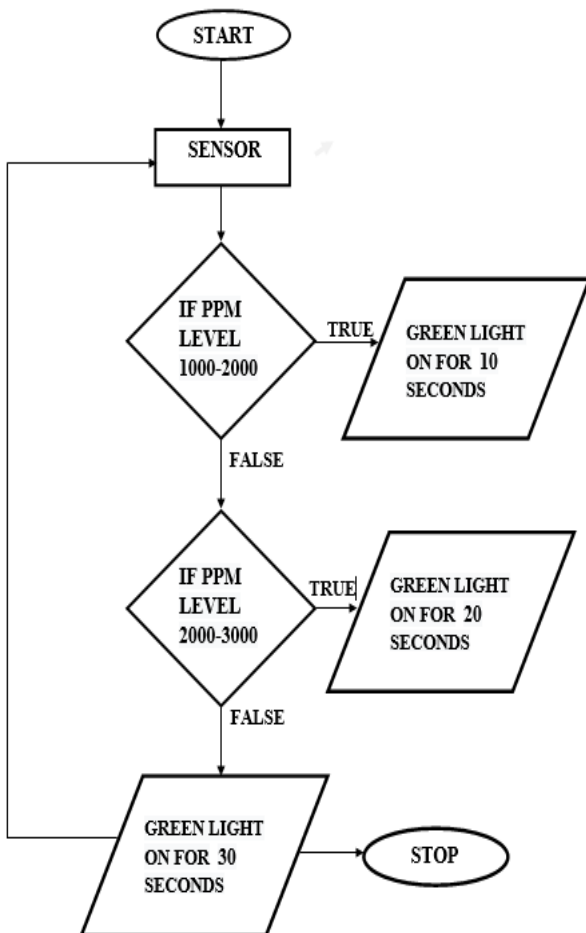 START
SENSOR
IF PPM
LEVEL
1000-2000
TRUE
GREEN LIGHT
ON FOR 10
SECONDS
FALSE
IF PPM
LEVEL
2000-3000
TRUE
GREEN LIGHT
ON FOR 20
SECONDS
FALSE
GREEN LIGHT
ON FOR 30
SECONDS
STOP